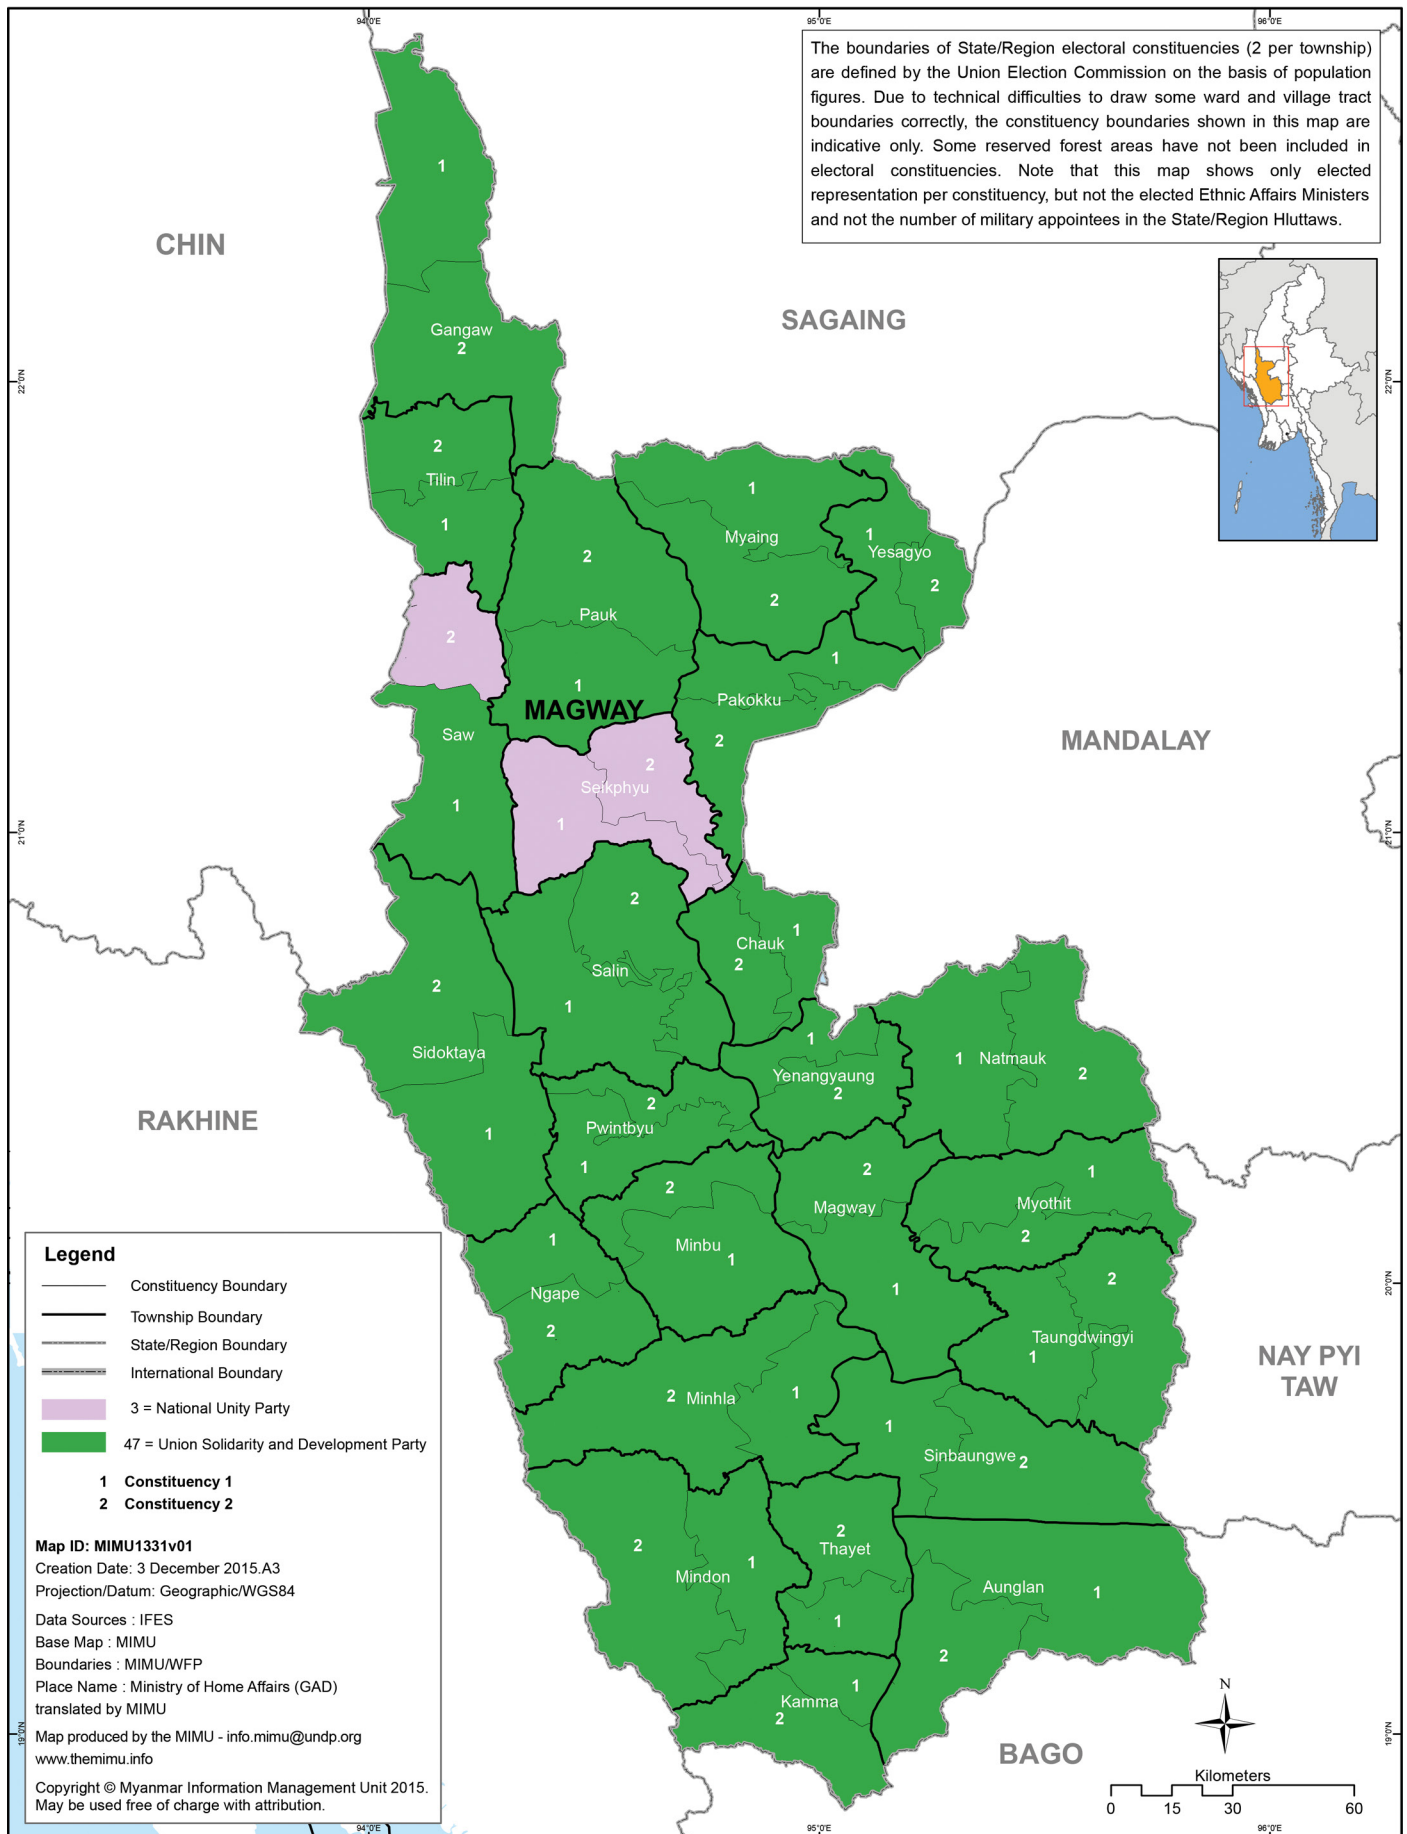 94°0'E
95°0'E
96°0'E
The boundaries of State/Region electoral constituencies (2 per township)
are defined by the Union Election Commission on the basis of population
figures. Due to technical difficulties to draw some ward and village tract
boundaries correctly, the constituency boundaries shown in this map are
indicative only. Some reserved forest areas have not been included in
electoral constituencies. Note that this map shows only elected
representation per constituency, but not the elected Ethnic Affairs Ministers
and not the number of military appointees in the State/Region Hluttaws.
1
CHIN
SAGAING
Gangaw
2
22°0'N
22°0'N
2
Tilin
1
1
Myaing
2
1
Yesagyo
2
2
Pauk
1
2
1
Pakokku
2
MAGWAY
Saw
1
MANDALAY
2
Seikphyu
1
21°0'N
21°0'N
2
Salin
1
1
Chauk
2
2
Sidoktaya
1
1
Yenangyaung
2
1
Natmauk
2
RAKHINE
2
Pwintbyu
1
2
Minbu
1
2
Magway
1
1
Myothit
2
1
Ngape
2
2
Taungdwingyi
1
20°0'N
NAY PYI
TAW
2
Minhla
1
1
Sinbaungwe
2
2
Mindon
1
2
Thayet
1
Aunglan
1
2
1
Kamma
2
BAGO
19°0'N
19°0'N
N
Kilometers
0
15
30
60
Legend
Constituency Boundary
Township Boundary
State/Region Boundary
International Boundary
3 = National Unity Party
47 = Union Solidarity and Development Party
1 Constituency 1
2 Constituency 2
Map ID: MIMU1331v01
Creation Date: 3 December 2015.A3
Projection/Datum: Geographic/WGS84
Data Sources : IFES
Base Map : MIMU
Boundaries : MIMU/WFP
Place Name : Ministry of Home Affairs (GAD)
translated by MIMU
Map produced by the MIMU - info.mimu@undp.org
www.themimu.info
Copyright © Myanmar Information Management Unit 2015.
May be used free of charge with attribution.
94°0'E
95°0'E
96°0'E